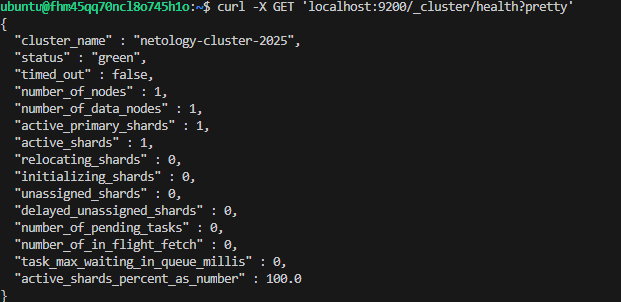 ubuntu@fhm45qq70ncl8o745h1o:~$ curl -X GET 'localhost:9200/_cluster/health?pretty'
{
  "cluster_name" : "netology-cluster-2025",
  "status" : "green",
  "timed_out" : false,
  "number_of_nodes" : 1,
  "number_of_data_nodes" : 1,
  "active_primary_shards" : 1,
  "active_shards" : 1,
  "relocating_shards" : 0,
  "initializing_shards" : 0,
  "unassigned_shards" : 0,
  "delayed_unassigned_shards" : 0,
  "number_of_pending_tasks" : 0,
  "number_of_in_flight_fetch" : 0,
  "task_max_waiting_in_queue_millis" : 0,
  "active_shards_percent_as_number" : 100.0
}